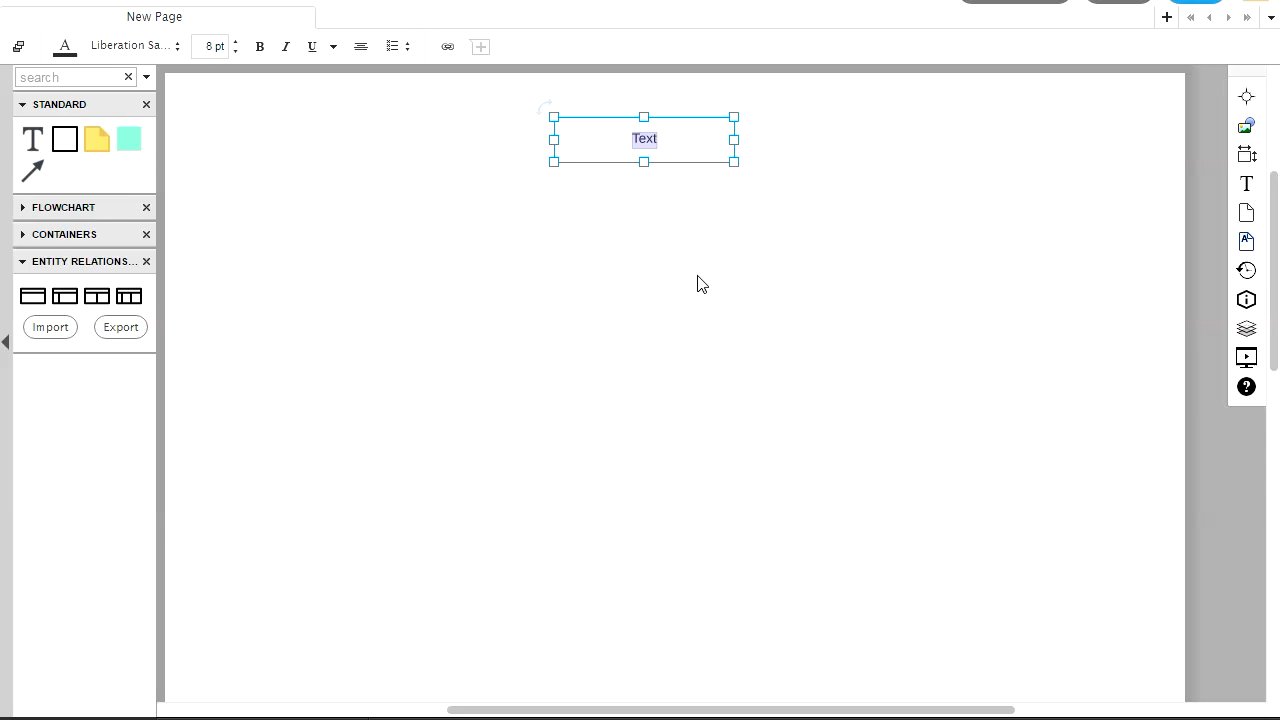 New Page
A Liberation Sa... 8 pt B I U
search
STANDARD
T
FLOWCHART
CONTAINERS
ENTITY RELATIONS...
Import Export
Text
T
A
?